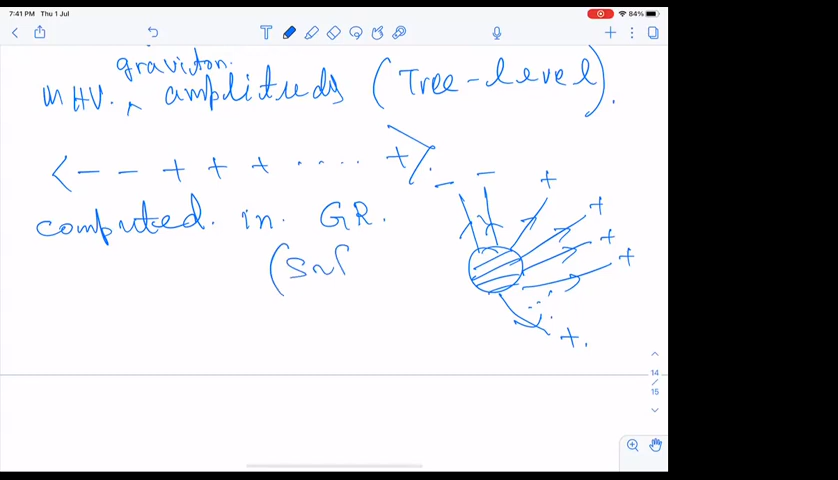 7:41 PM Thu 1 Jul
84%
graviton.
MHV. ^ amplitudes (Tree-level).
< - - + + + ..... + >.
computed in. GR.
- - + + + +
+.
14
/
15